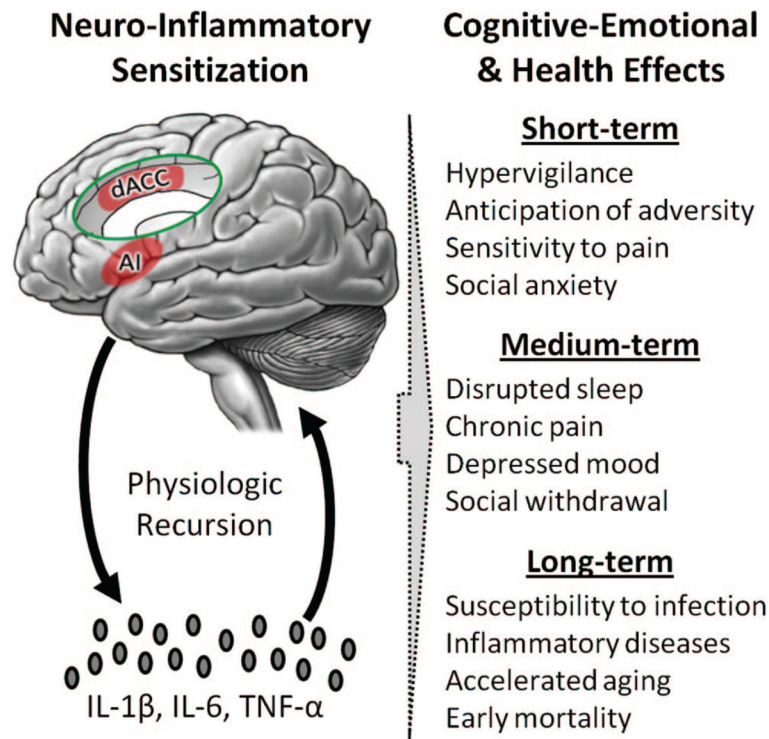 Neuro-Inflammatory
Sensitization
dACC
AI
Physiologic
Recursion
IL-1β, IL-6, TNF-α
Cognitive-Emotional
& Health Effects
Short-term
Hypervigilance
Anticipation of adversity
Sensitivity to pain
Social anxiety
Medium-term
Disrupted sleep
Chronic pain
Depressed mood
Social withdrawal
Long-term
Susceptibility to infection
Inflammatory diseases
Accelerated aging
Early mortality